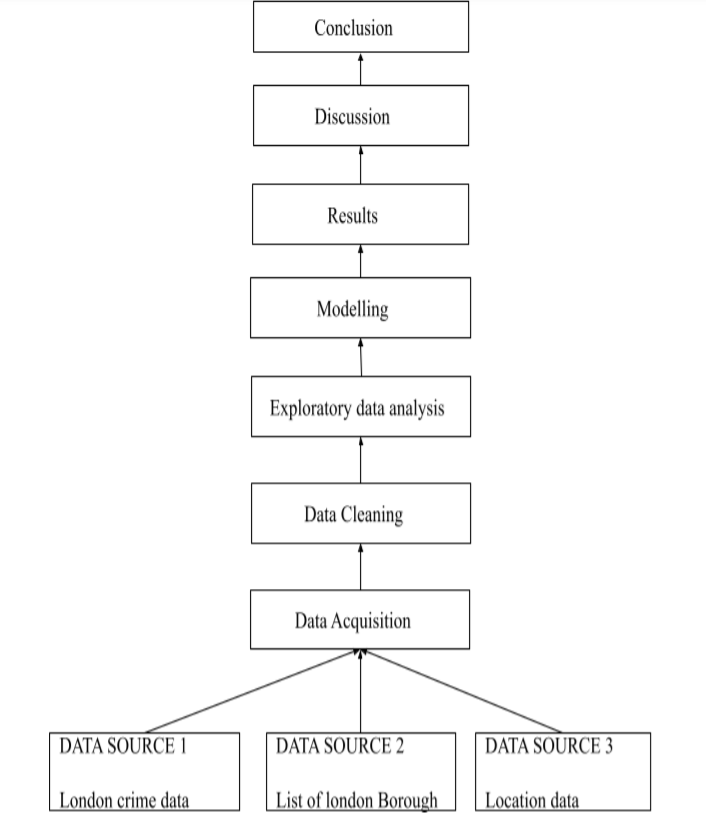 Conclusion
Discussion
Results
Modelling
Exploratory data analysis
Data Cleaning
Data Acquisition
DATA SOURCE 1
London crime data
DATA SOURCE 2
List of london Borough
DATA SOURCE 3
Location data